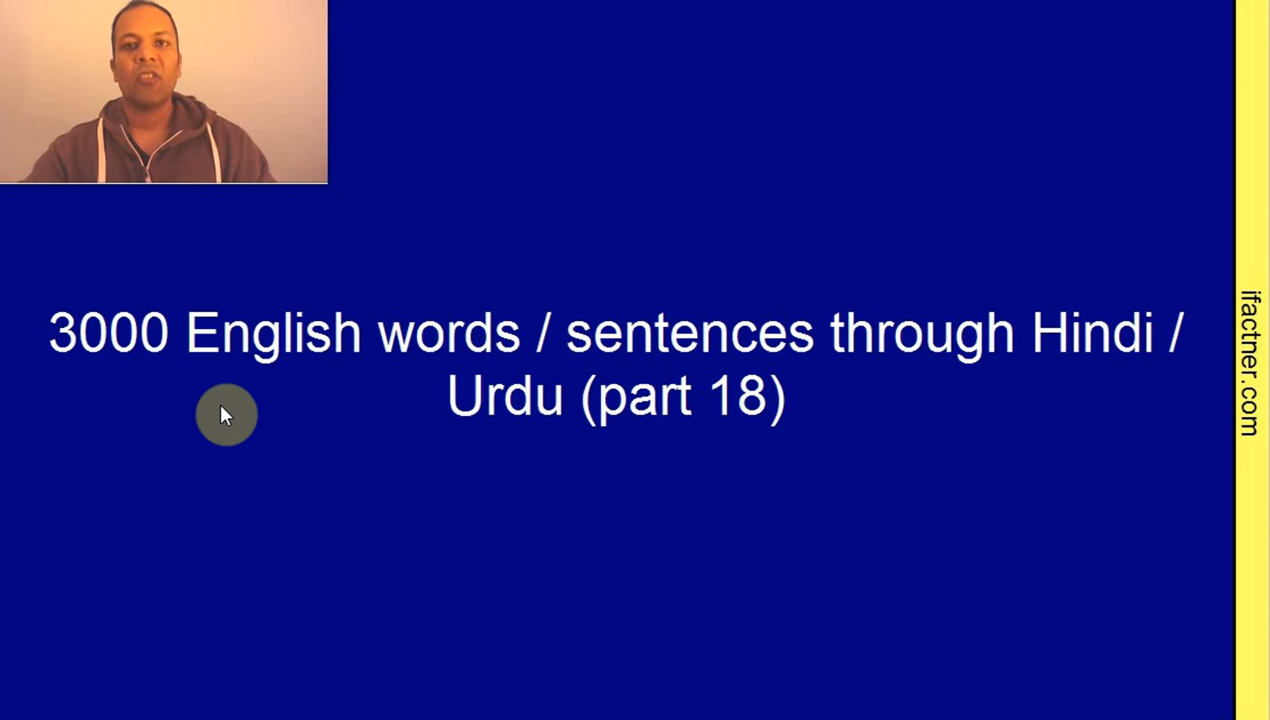 3000 English words / sentences through Hindi /
Urdu (part 18)
ifactner.com